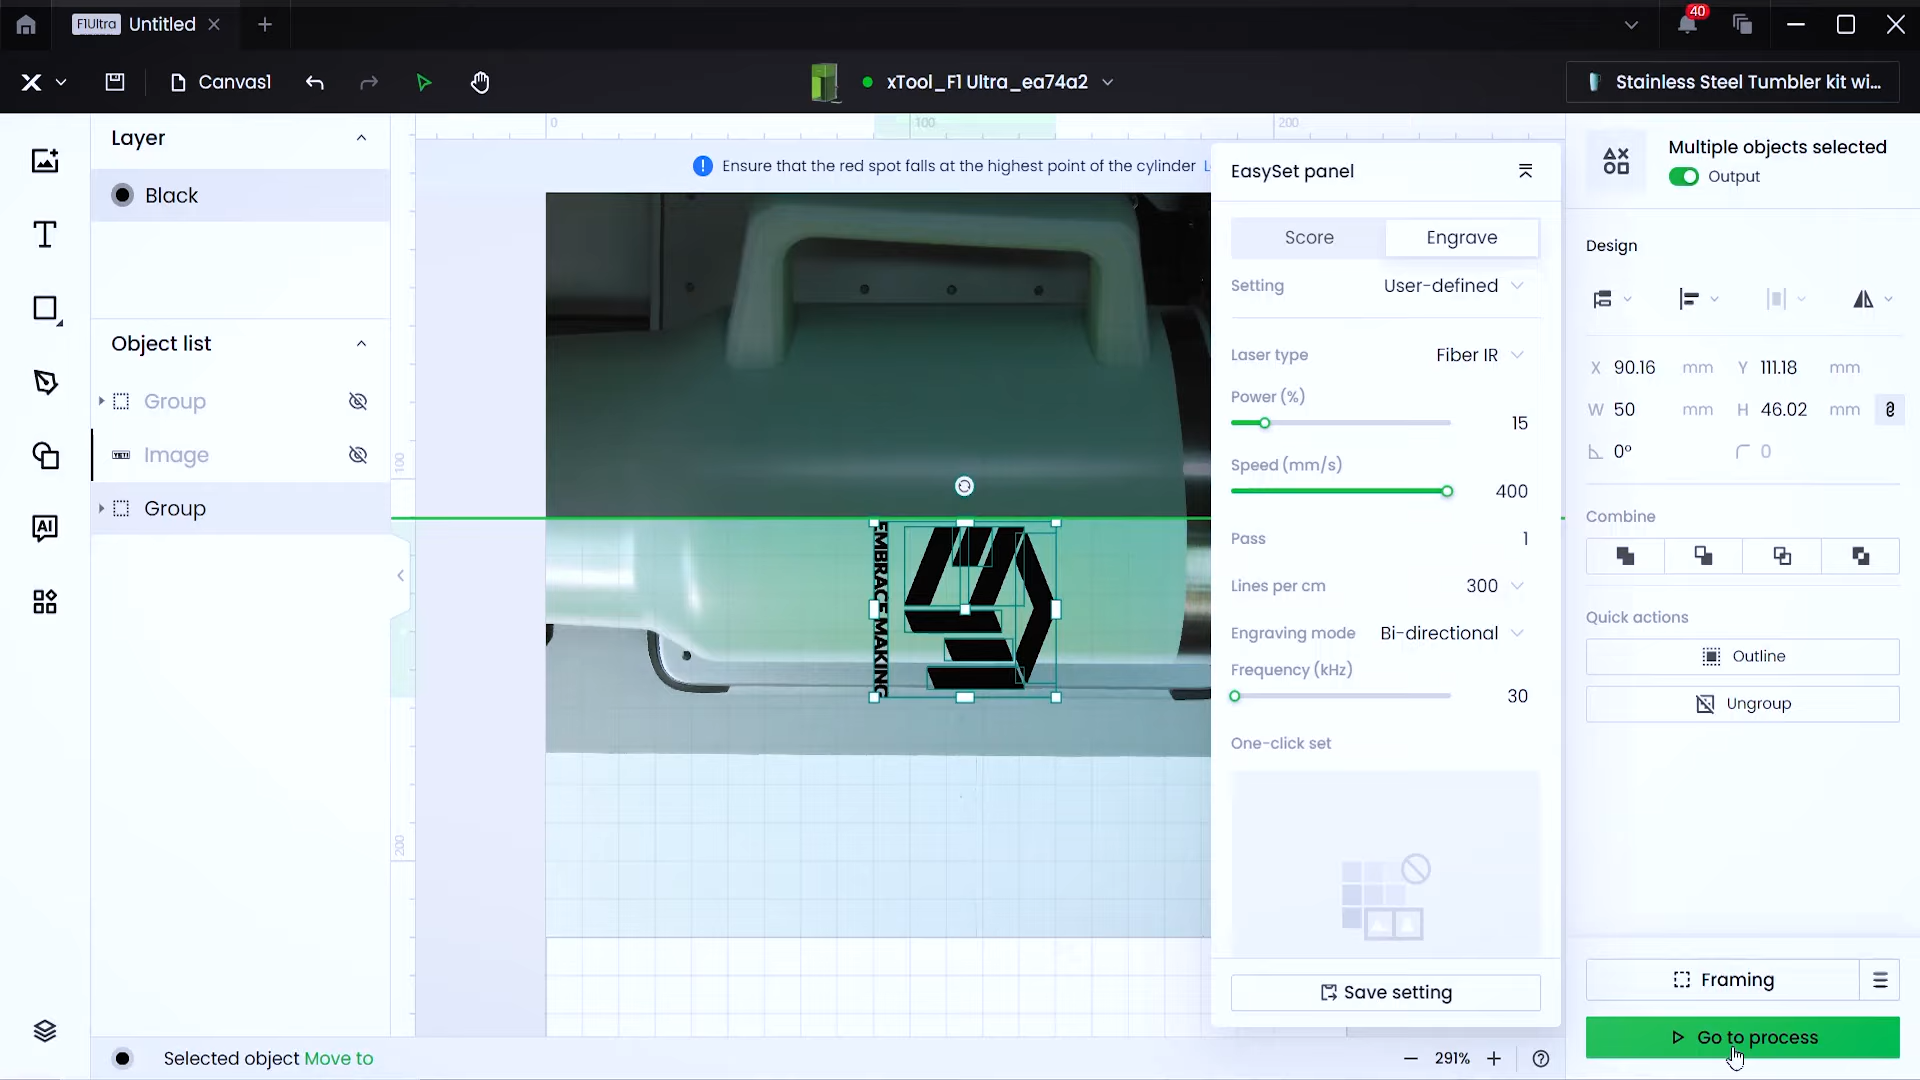 F1Ultra Untitled
40
Canvas1
xTool_F1 Ultra_ea74a2
Stainless Steel Tumbler kit wi...
Layer
Black
Object list
Group
Image
Group
0
100
200
100
200
Ensure that the red spot falls at the highest point of the cylinder
EMBRACE MAKING
EasySet panel
Score
Engrave
Setting
User-defined
Laser type
Fiber IR
Power (%)
15
Speed (mm/s)
400
Pass
1
Lines per cm
300
Engraving mode
Bi-directional
Frequency (kHz)
30
One-click set
Save setting
Multiple objects selected
Output
Design
X 90.16 mm Y 111.18 mm
W 50 mm H 46.02 mm
0° 0
Combine
Quick actions
Outline
Ungroup
Framing
Go to process
Selected object Move to
291%